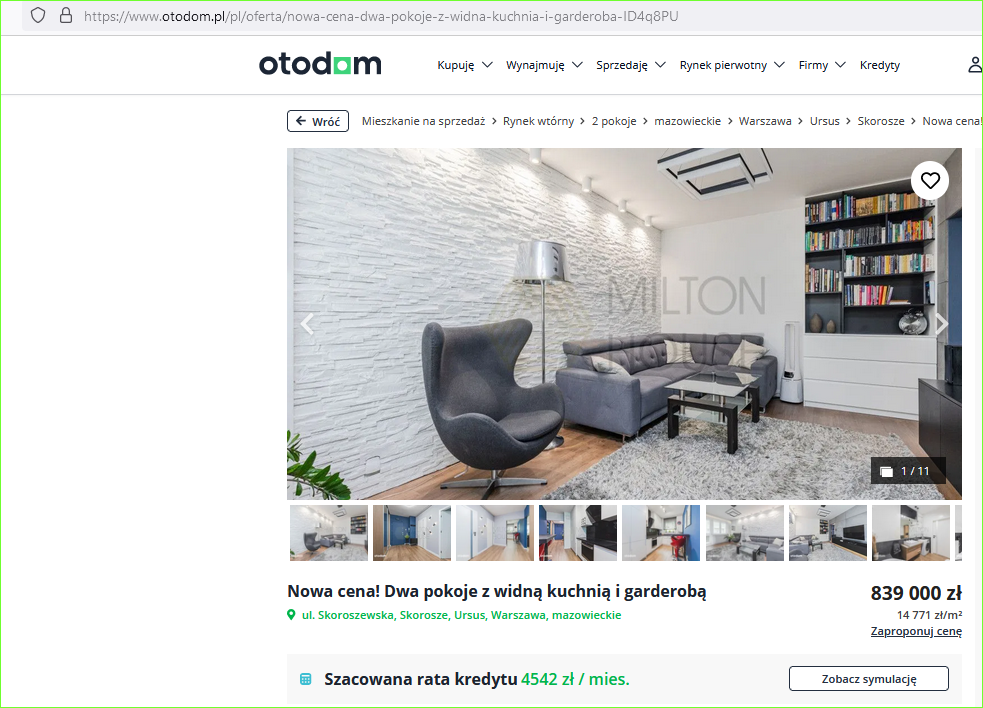 https://www.otodom.pl/pl/oferta/nowa-cena-dwa-pokoje-z-widna-kuchnia-i-garderoba-ID4q8PU
otodom Kupuję Wynajmuję Sprzedaję Rynek pierwotny Firmy Kredyty
Wróć Mieszkanie na sprzedaż > Rynek wtórny > 2 pokoje > mazowieckie > Warszawa > Ursus > Skorosze > Nowa cena!
MILTON
HOUSE
1 / 11
Nowa cena! Dwa pokoje z widną kuchnią i garderobą 839 000 zł
ul. Skoroszewska, Skorosze, Ursus, Warszawa, mazowieckie 14 771 zł/m²
Zaproponuj cenę
Szacowana rata kredytu 4542 zł / mies. Zobacz symulację